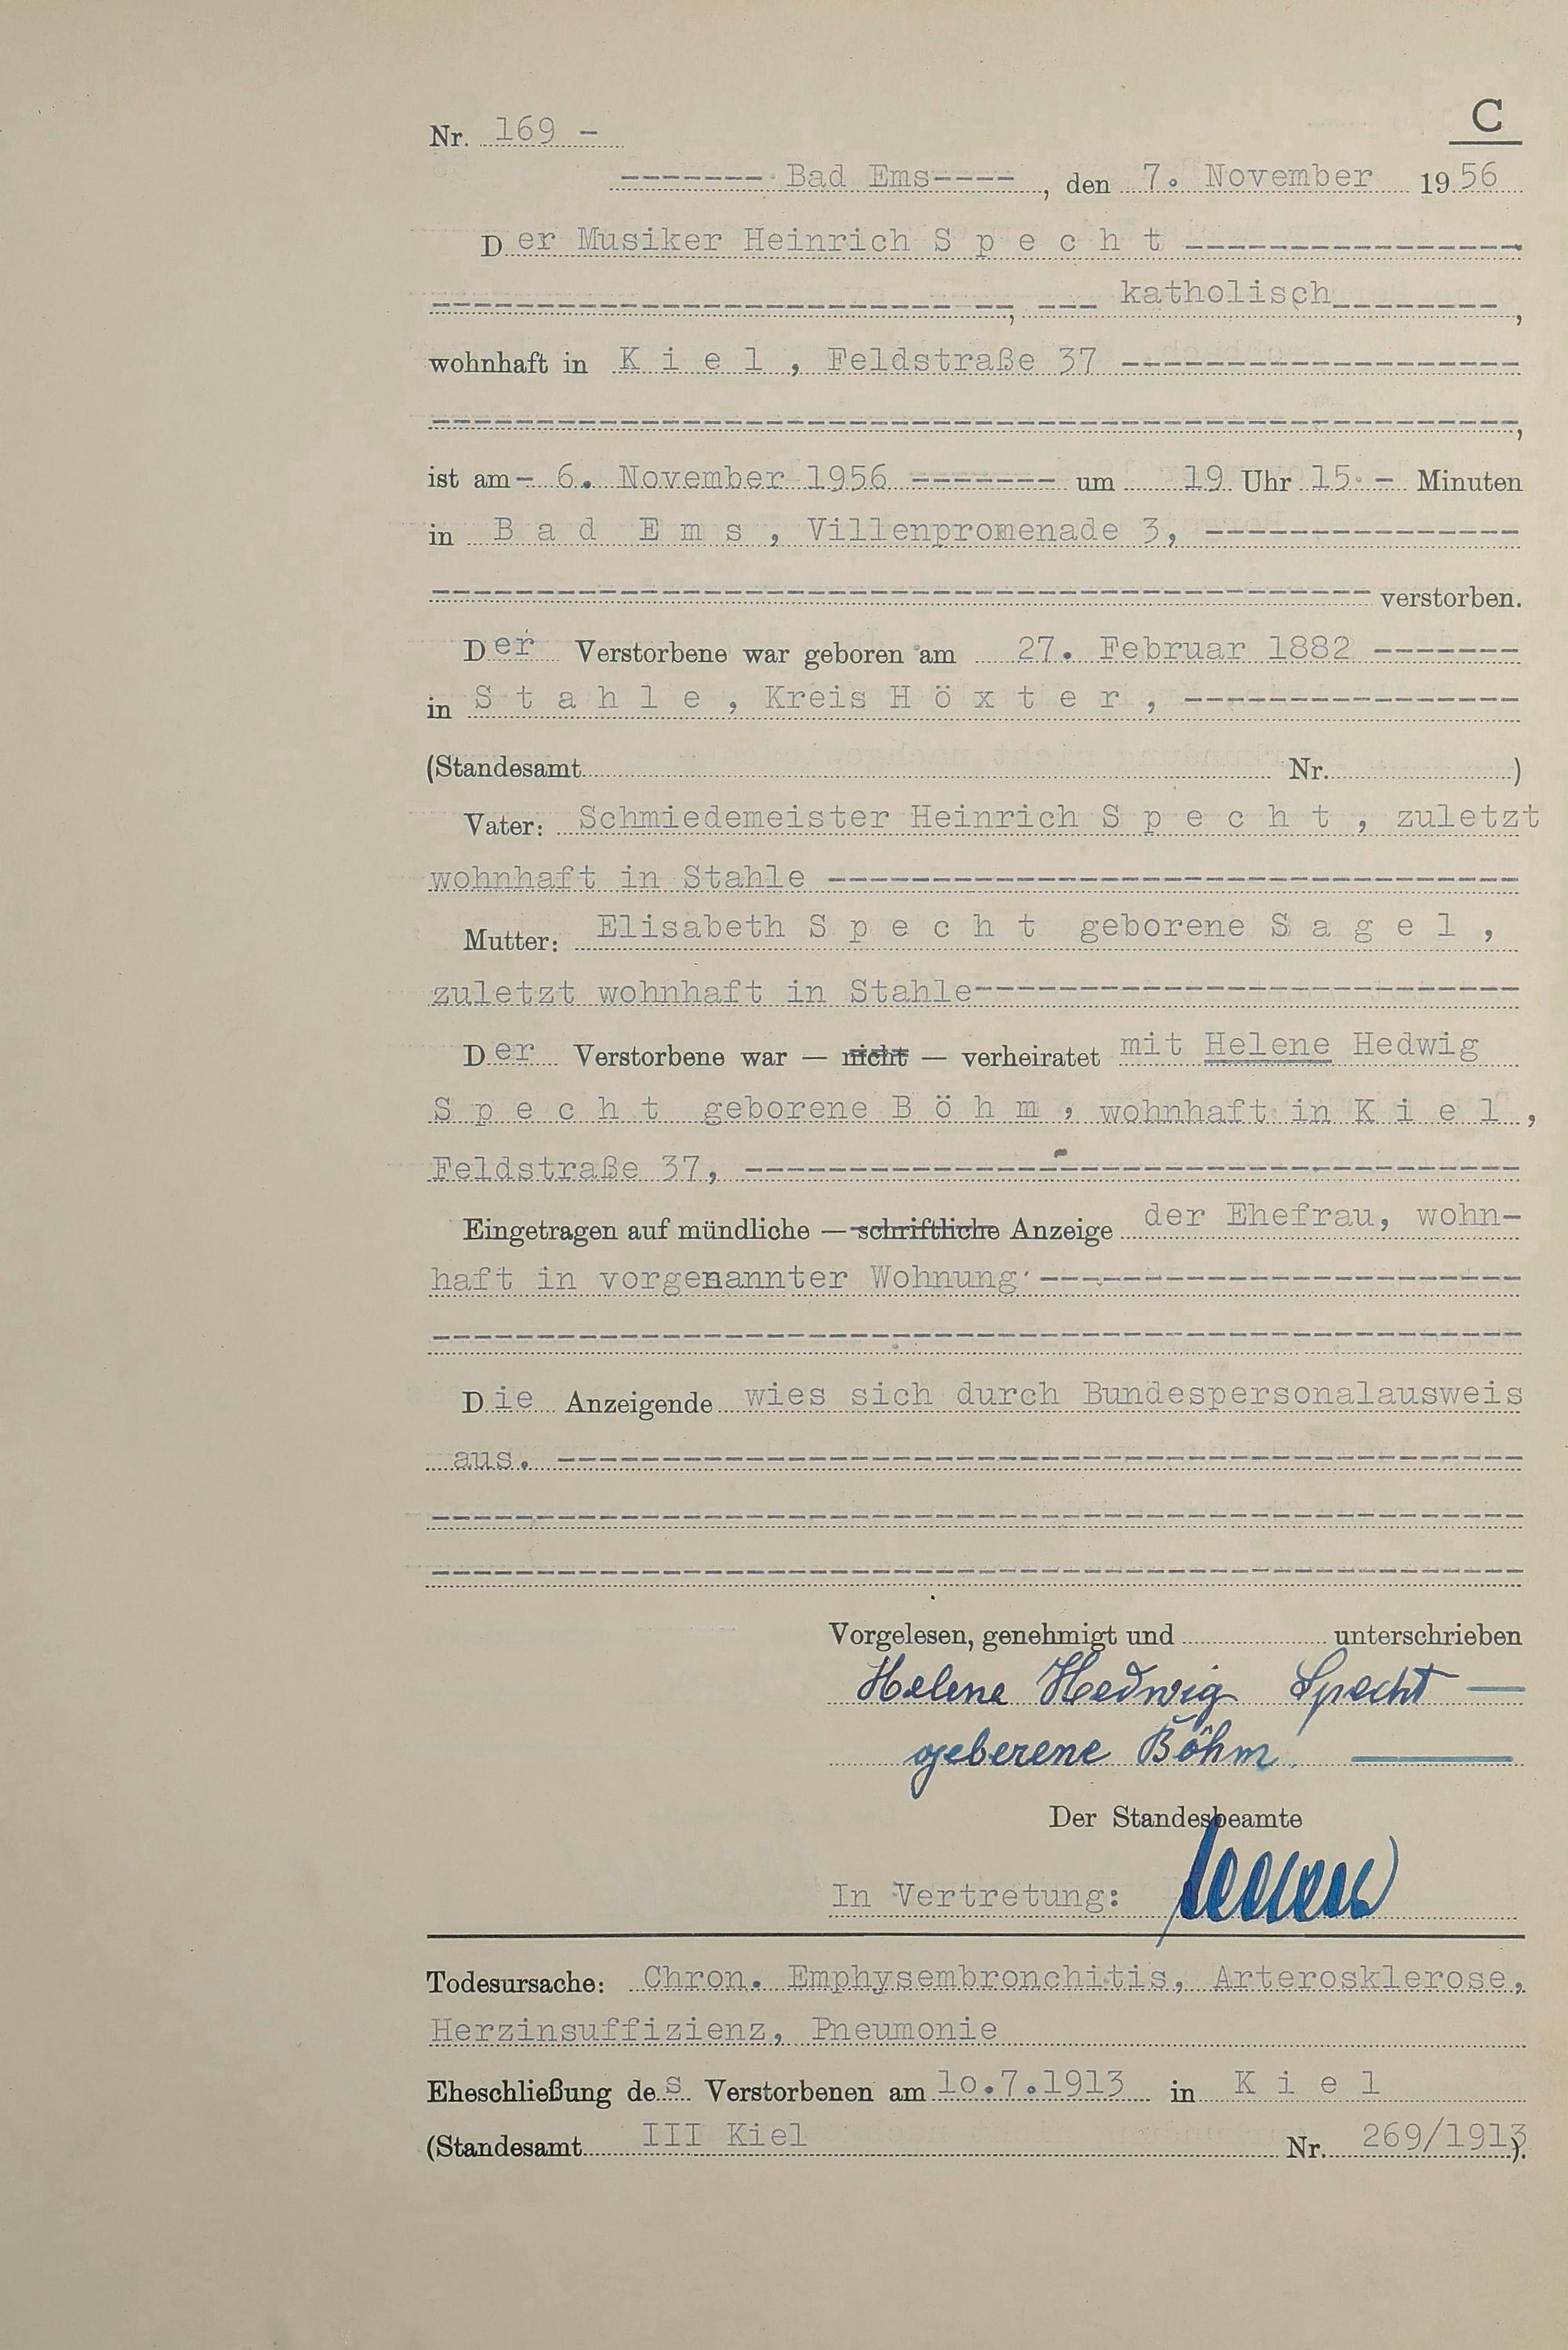 C
Nr. 169 -
------- Bad Ems----, den 7. November 1956
Der Musiker Heinrich S p e c h t ----------------
----------------------------, --- katholisch--------,
wohnhaft in K i e l , Feldstraße 37 -------------------
----------------------------------------------------,
ist am - 6. November 1956 ------- um 19 Uhr 15 - Minuten
in B a d E m s , Villenpromenade 3, ---------------
--------------------------------------------- verstorben.
Der Verstorbene war geboren am 27. Februar 1882 -------
in S t a h l e , Kreis H ö x t e r , ----------------
(Standesamt Nr. )
Vater: Schmiedemeister Heinrich S p e c h t , zuletzt
wohnhaft in Stahle ---------------------------------
Mutter: Elisabeth S p e c h t geborene S a g e l ,
zuletzt wohnhaft in Stahle--------------------------
Der Verstorbene war — nicht — verheiratet mit Helene Hedwig
S p e c h t geborene B ö h m , wohnhaft in K i e l ,
Feldstraße 37, -------------------------------------
Eingetragen auf mündliche — schriftliche Anzeige der Ehefrau, wohn-
haft in vorgenannter Wohnung -----------------------
----------------------------------------------------
Die Anzeigende wies sich durch Bundespersonalausweis
aus. ----------------------------------------------
----------------------------------------------------
----------------------------------------------------
Vorgelesen, genehmigt und unterschrieben
Helene Hedwig Specht —
geberene Böhm. —
Der Standesbeamte
In Vertretung:
Todesursache: Chron. Emphysembronchitis, Arterosklerose,
Herzinsuffizienz, Pneumonie
Eheschließung des Verstorbenen am 10.7.1913 in K i e l
(Standesamt III Kiel Nr. 269/1913).